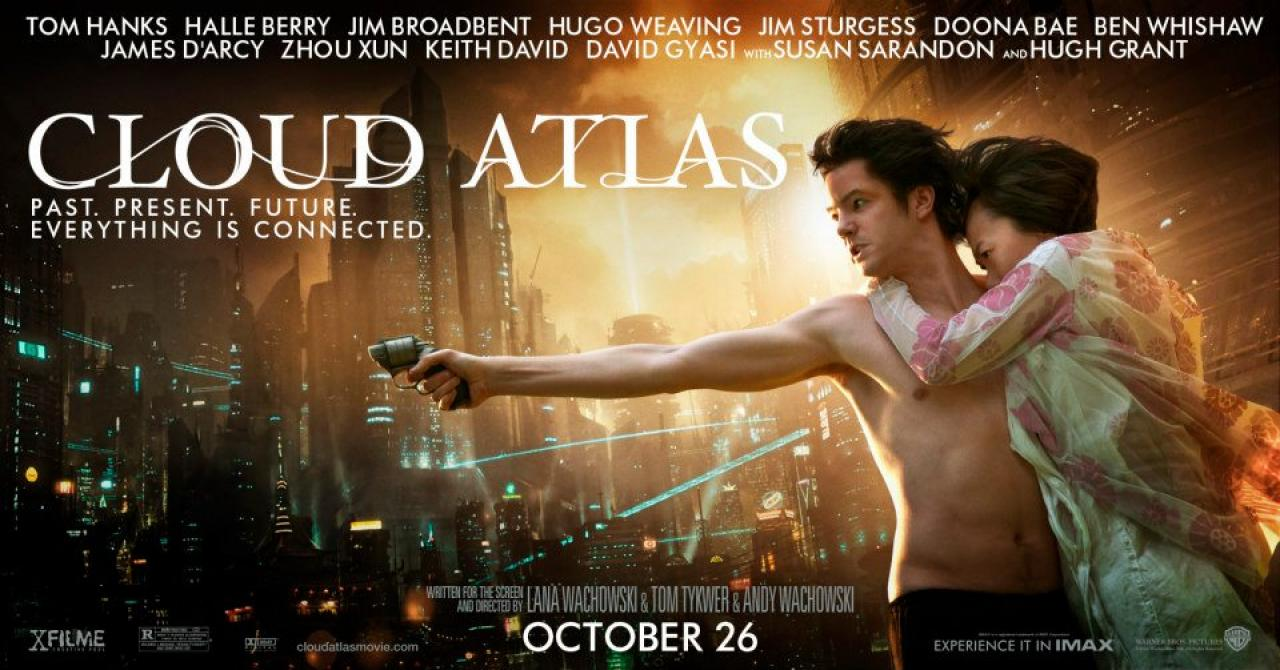 TOM HANKS HALLE BERRY JIM BROADBENT HUGO WEAVING JIM STURGESS DOONA BAE BEN WHISHAW
JAMES D'ARCY ZHOU XUN KEITH DAVID DAVID GYASI WITH SUSAN SARANDON AND HUGH GRANT
CLOUD ATLAS
PAST. PRESENT. FUTURE.
EVERYTHING IS CONNECTED.
WRITTEN FOR THE SCREEN
AND DIRECTED BY LANA WACHOWSKI & TOM TYKWER & ANDY WACHOWSKI
OCTOBER 26
XFILME
R
cloudatlasmovie.com
EXPERIENCE IT IN IMAX
WARNER BROS. PICTURES
WB